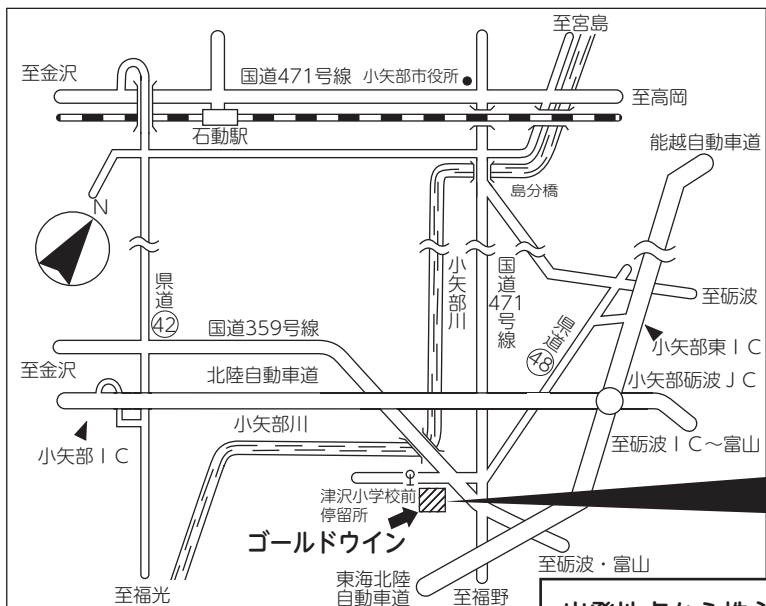 至宮島
至金沢
国道471号線
小矢部市役所
至高岡
石動駅
能越自動車道
島分橋
N
県道
42
小矢部川
国道471号線
至砺波
県道
48
国道359号線
小矢部東IC
至金沢
北陸自動車道
小矢部砺波JC
小矢部川
小矢部IC
至砺波IC～富山
津沢小学校前
停留所
ゴールドウイン
至砺波・富山
至福光
東海北陸
自動車道
至福野